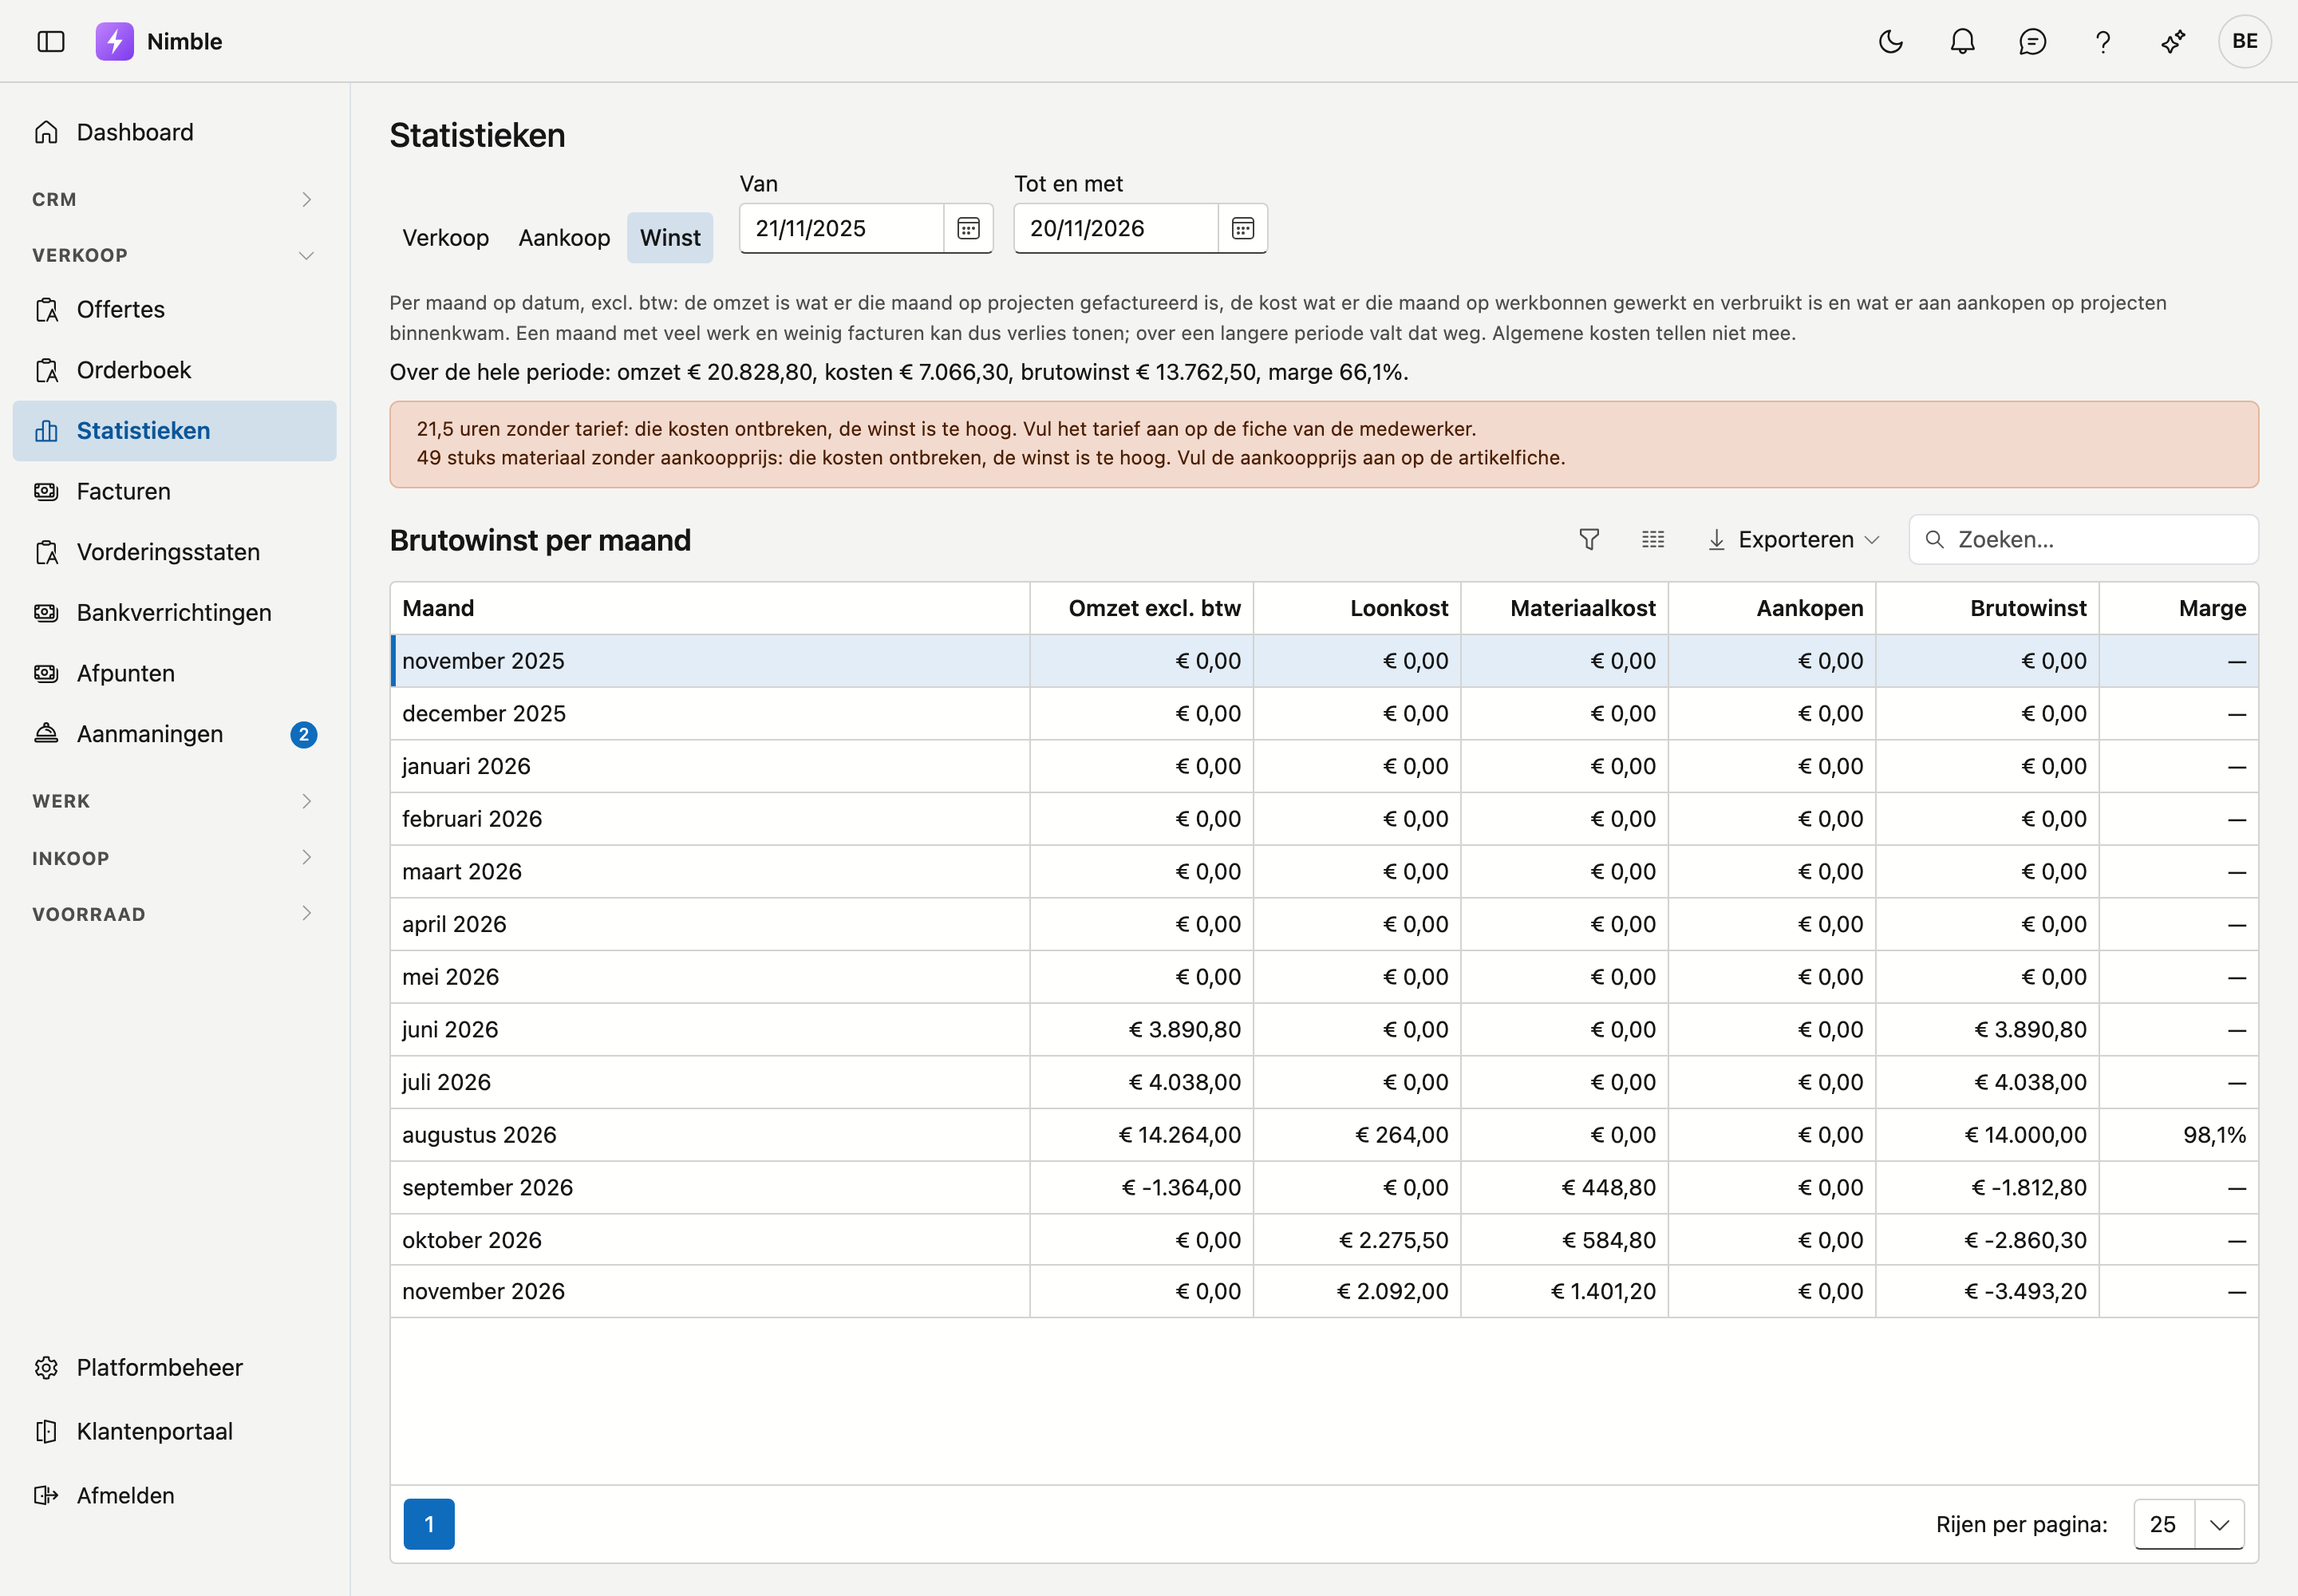 Nimble
BE
Dashboard
CRM
VERKOOP
Offertes
Orderboek
Statistieken
Facturen
Vorderingsstaten
Bankverrichtingen
Afpunten
Aanmaningen 2
WERK
INKOOP
VOORRAAD
Platformbeheer
Klantenportaal
Afmelden
Statistieken
Verkoop Aankoop Winst
Van
21/11/2025
Tot en met
20/11/2026
Per maand op datum, excl. btw: de omzet is wat er die maand op projecten gefactureerd is, de kost wat er die maand op werkbonnen gewerkt en verbruikt is en wat er aan aankopen op projecten
binnenkwam. Een maand met veel werk en weinig facturen kan dus verlies tonen; over een langere periode valt dat weg. Algemene kosten tellen niet mee.
Over de hele periode: omzet € 20.828,80, kosten € 7.066,30, brutowinst € 13.762,50, marge 66,1%.
21,5 uren zonder tarief: die kosten ontbreken, de winst is te hoog. Vul het tarief aan op de fiche van de medewerker.
49 stuks materiaal zonder aankoopprijs: die kosten ontbreken, de winst is te hoog. Vul de aankoopprijs aan op de artikelfiche.
Brutowinst per maand
Exporteren
Zoeken...
Maand Omzet excl. btw Loonkost Materiaalkost Aankopen Brutowinst Marge
november 2025 € 0,00 € 0,00 € 0,00 € 0,00 € 0,00 —
december 2025 € 0,00 € 0,00 € 0,00 € 0,00 € 0,00 —
januari 2026 € 0,00 € 0,00 € 0,00 € 0,00 € 0,00 —
februari 2026 € 0,00 € 0,00 € 0,00 € 0,00 € 0,00 —
maart 2026 € 0,00 € 0,00 € 0,00 € 0,00 € 0,00 —
april 2026 € 0,00 € 0,00 € 0,00 € 0,00 € 0,00 —
mei 2026 € 0,00 € 0,00 € 0,00 € 0,00 € 0,00 —
juni 2026 € 3.890,80 € 0,00 € 0,00 € 0,00 € 3.890,80 —
juli 2026 € 4.038,00 € 0,00 € 0,00 € 0,00 € 4.038,00 —
augustus 2026 € 14.264,00 € 264,00 € 0,00 € 0,00 € 14.000,00 98,1%
september 2026 € -1.364,00 € 0,00 € 448,80 € 0,00 € -1.812,80 —
oktober 2026 € 0,00 € 2.275,50 € 584,80 € 0,00 € -2.860,30 —
november 2026 € 0,00 € 2.092,00 € 1.401,20 € 0,00 € -3.493,20 —
1
Rijen per pagina: 25